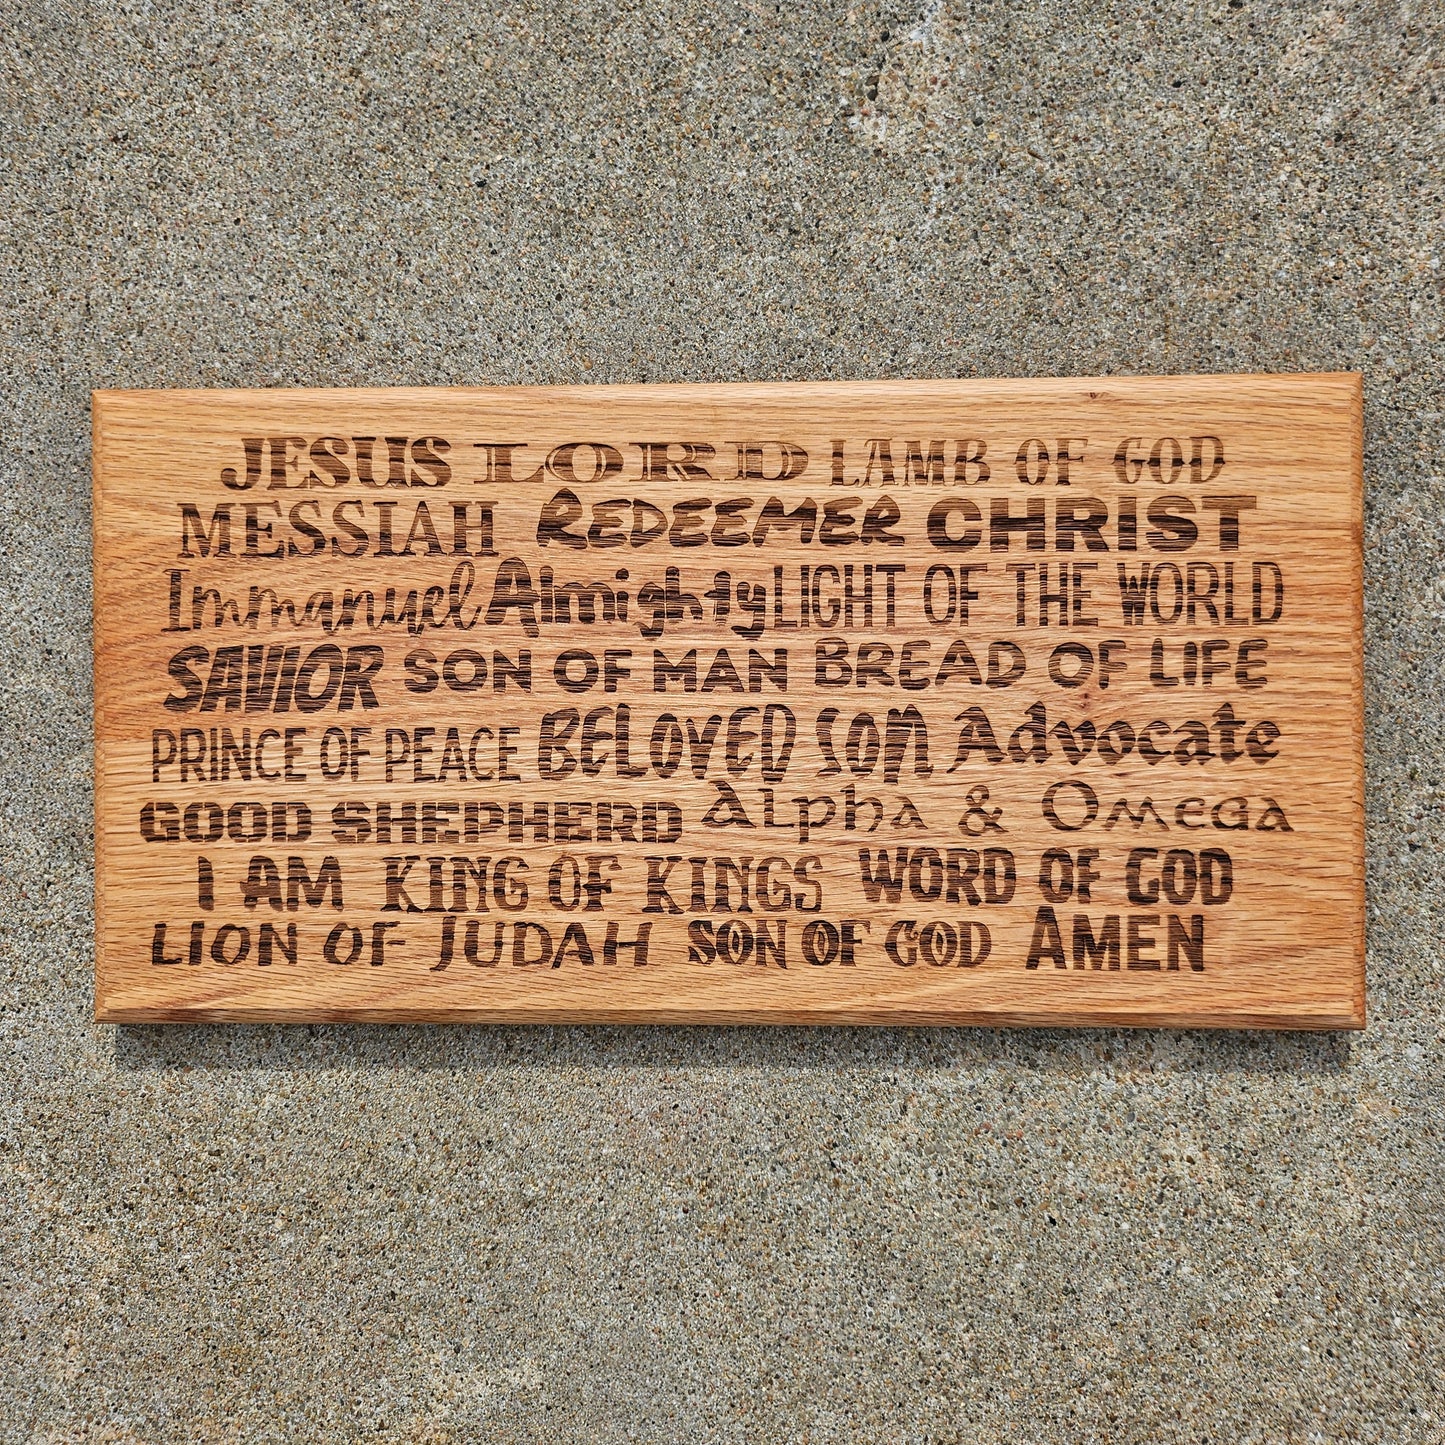 JESUS LORD LAMB OF GOD
MESSIAH REDEEMER CHRIST
Immanuel Almighty LIGHT OF THE WORLD
SAVIOR SON OF MAN BREAD OF LIFE
PRINCE OF PEACE BELOVED SON Advocate
GOOD SHEPHERD ALPHA & OMEGA
I AM KING OF KINGS WORD OF GOD
LION OF JUDAH SON OF GOD AMEN